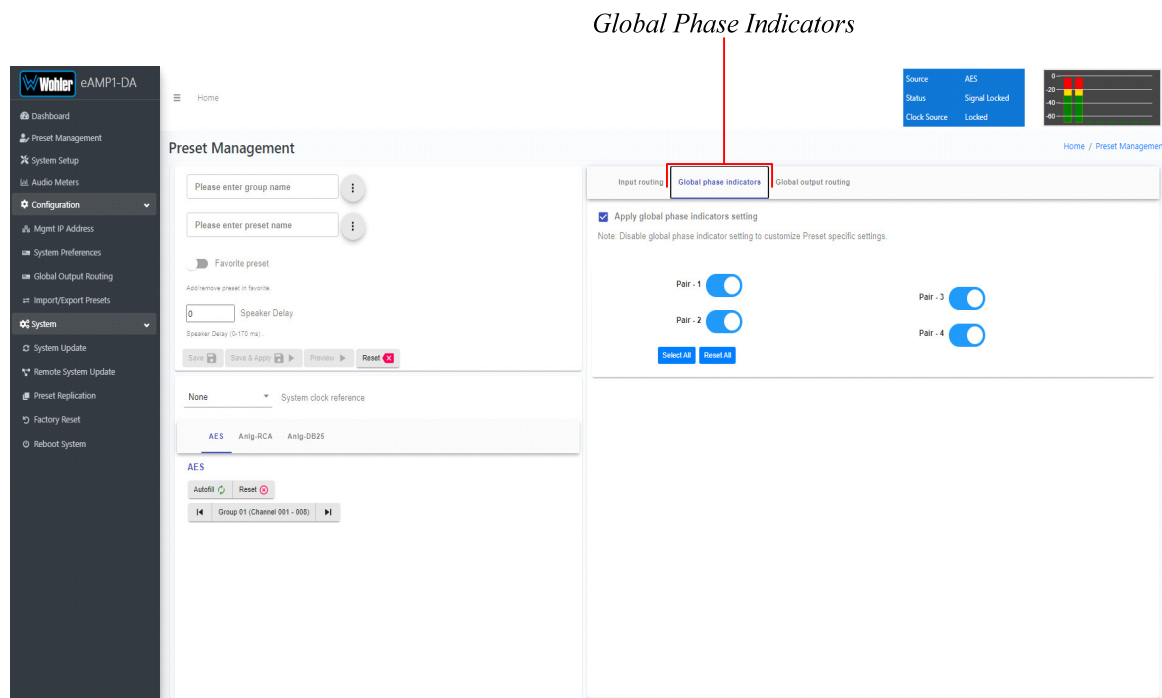 Global Phase Indicators
Wohler eAMP1-DA
Dashboard
Preset Management
System Setup
Audio Meters
Configuration
Mgmt IP Address
System Preferences
Global Output Routing
Import/Export Presets
System
System Update
Remote System Update
Preset Replication
Factory Reset
Reboot System
Home
Source AES
Status Signal Locked
Clock Source Locked
0
-20
-40
-60
Preset Management
Home / Preset Managemen
Please enter group name
Please enter preset name
Favorite preset
Add/remove preset in favorite.
0 Speaker Delay
Speaker Delay (0-170 ms) .
Save Save & Apply Preview Reset
None System clock reference
AES Anlg-RCA Anlg-DB25
AES
Autofill Reset
Group 01 (Channel 001 - 008)
Input routing Global phase indicators Global output routing
Apply global phase indicators setting
Note: Disable global phase indicator setting to customize Preset specific settings.
Pair - 1
Pair - 2
Pair - 3
Pair - 4
Select All Reset All